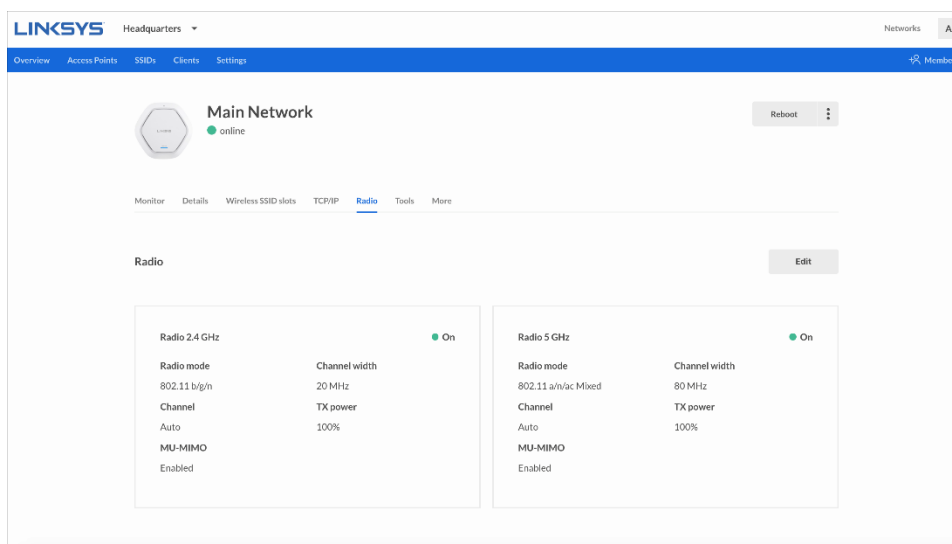 LINKSYS Headquarters Networks A
Overview Access Points SSIDs Clients Settings Membe
Main Network
online
Reboot
Monitor Details Wireless SSID slots TCP/IP Radio Tools More
Radio
Edit
Radio 2.4 GHz On
Radio mode Channel width
802.11 b/g/n 20 MHz
Channel TX power
Auto 100%
MU-MIMO
Enabled
Radio 5 GHz On
Radio mode Channel width
802.11 a/n/ac Mixed 80 MHz
Channel TX power
Auto 100%
MU-MIMO
Enabled